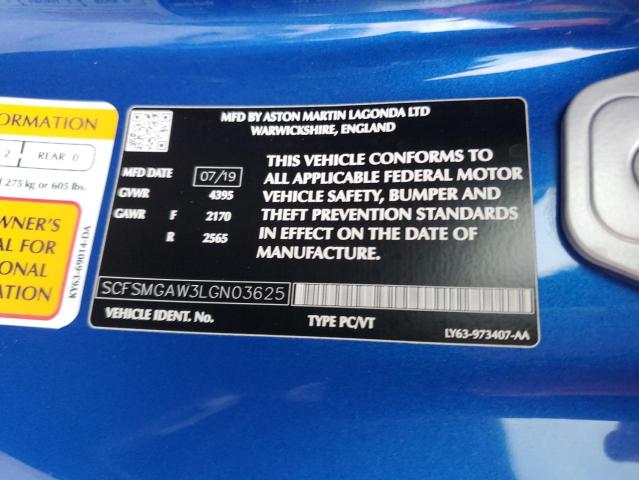 ORMATION
2 REAR 0
275 kg or 605 lbs.
WNER'S
AL FOR
IONAL
TION
KY63-69014-DA
MFD BY ASTON MARTIN LAGONDA LTD
WARWICKSHIRE, ENGLAND
MFD DATE 07/19
GVWR 4395
GAWR F 2170
R 2565
THIS VEHICLE CONFORMS TO
ALL APPLICABLE FEDERAL MOTOR
VEHICLE SAFETY, BUMPER AND
THEFT PREVENTION STANDARDS
IN EFFECT ON THE DATE OF
MANUFACTURE.
SCFSMGAW3LGN03625
VEHICLE IDENT. No.
TYPE PC/VT
LY63-973407-AA